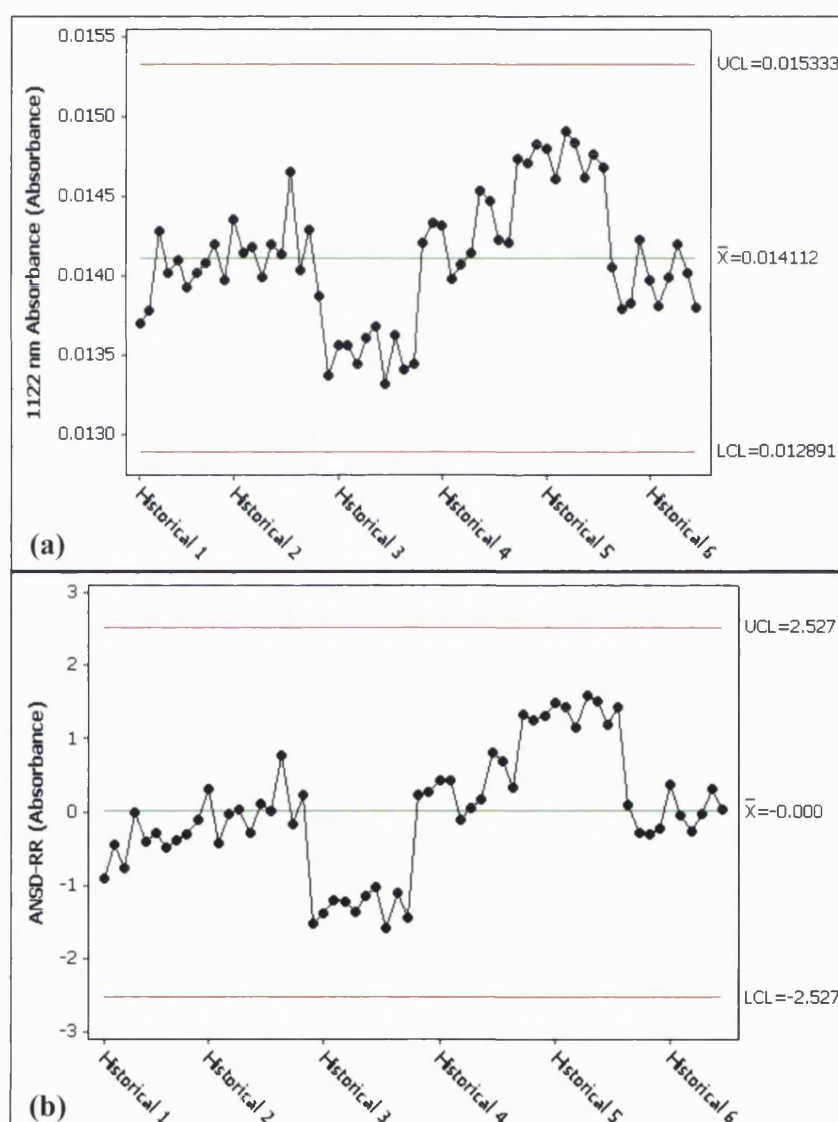 0.0155
0.0150
0.0145
0.0140
0.0135
0.0130
1122 nm Absorbance (Absorbance)
UCL=0.015333
X̄=0.014112
LCL=0.012891
Historical 1
Historical 2
Historical 3
Historical 4
Historical 5
Historical 6
(a)
3
2
1
0
-1
-2
-3
ANSD-RR (Absorbance)
UCL=2.527
X̄=-0.000
LCL=-2.527
Historical 1
Historical 2
Historical 3
Historical 4
Historical 5
Historical 6
(b)